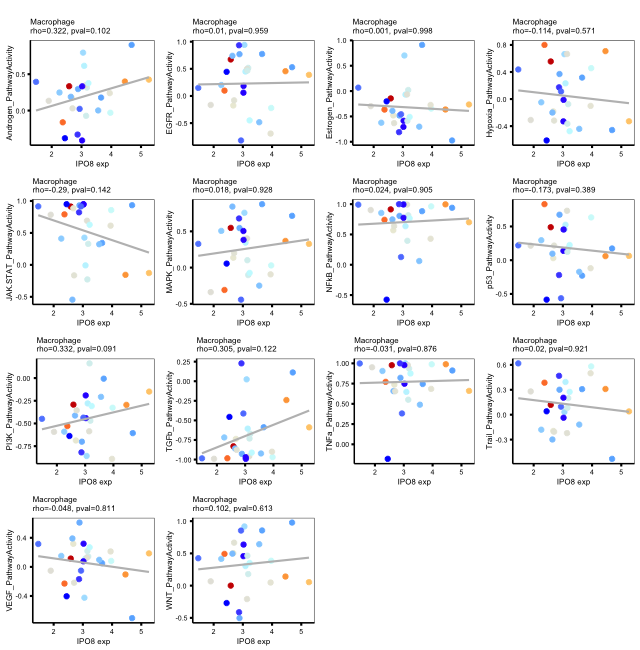 Macrophage
rho=0.322, pval=0.102
Androgen_PathwayActivity
0.5
0.0
2
3
4
5
IPO8 exp
Macrophage
rho=0.01, pval=0.959
EGFR_PathwayActivity
1.0
0.5
0.0
-0.5
2
3
4
5
IPO8 exp
Macrophage
rho=0.001, pval=0.998
Estrogen_PathwayActivity
1.0
0.5
0.0
-0.5
-1.0
2
3
4
5
IPO8 exp
Macrophage
rho=-0.114, pval=0.571
Hypoxia_PathwayActivity
0.8
0.4
0.0
-0.4
2
3
4
5
IPO8 exp
Macrophage
rho=-0.29, pval=0.142
JAK-STAT_PathwayActivity
1.0
0.5
0.0
-0.5
2
3
4
5
IPO8 exp
Macrophage
rho=0.018, pval=0.928
MAPK_PathwayActivity
1.0
0.5
0.0
-0.5
2
3
4
5
IPO8 exp
Macrophage
rho=0.024, pval=0.905
NFkB_PathwayActivity
1.0
0.5
0.0
-0.5
2
3
4
5
IPO8 exp
Macrophage
rho=-0.173, pval=0.389
p53_PathwayActivity
0.5
0.0
-0.5
2
3
4
5
IPO8 exp
Macrophage
rho=0.332, pval=0.091
PI3K_PathwayActivity
0.00
-0.25
-0.50
-0.75
2
3
4
5
IPO8 exp
Macrophage
rho=0.305, pval=0.122
TGFb_PathwayActivity
0.25
0.00
-0.25
-0.50
-0.75
-1.00
2
3
4
5
IPO8 exp
Macrophage
rho=-0.031, pval=0.876
TNFa_PathwayActivity
1.00
0.75
0.50
0.25
0.00
2
3
4
5
IPO8 exp
Macrophage
rho=0.02, pval=0.921
Trail_PathwayActivity
0.6
0.3
0.0
-0.3
2
3
4
5
IPO8 exp
Macrophage
rho=-0.048, pval=0.811
VEGF_PathwayActivity
0.4
0.0
-0.4
2
3
4
5
IPO8 exp
Macrophage
rho=0.102, pval=0.613
WNT_PathwayActivity
1.0
0.5
0.0
-0.5
2
3
4
5
IPO8 exp